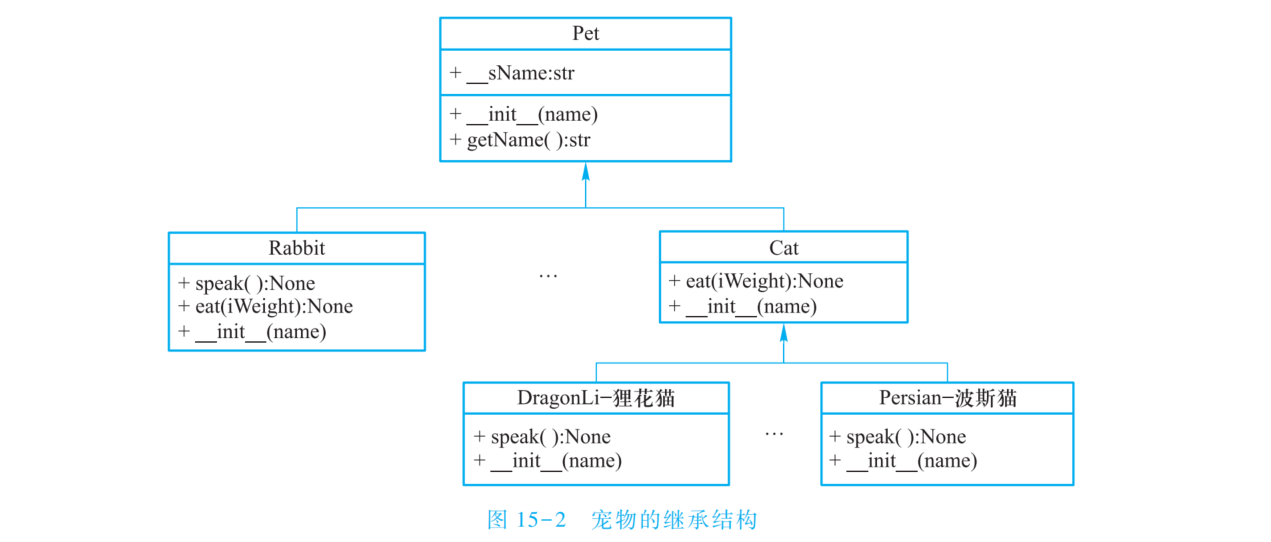 Pet
+ __sName:str
+ __init__(name)
+ getName( ):str
Rabbit
+ speak( ):None
+ eat(iWeight):None
+ __init__(name)
…
Cat
+ eat(iWeight):None
+ __init__(name)
DragonLi-狸花猫
+ speak( ):None
+ __init__(name)
…
Persian-波斯猫
+ speak( ):None
+ __init__(name)
图 15-2 宠物的继承结构